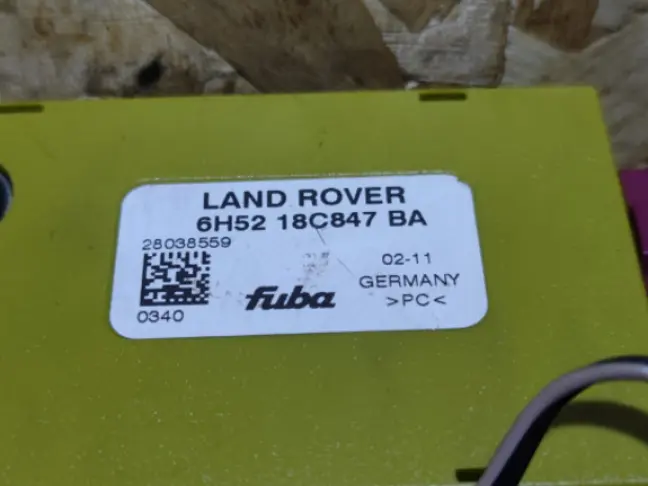 LAND ROVER
6H52 18C847 BA
28038559
02-11
GERMANY
fuba
>PC<
0340